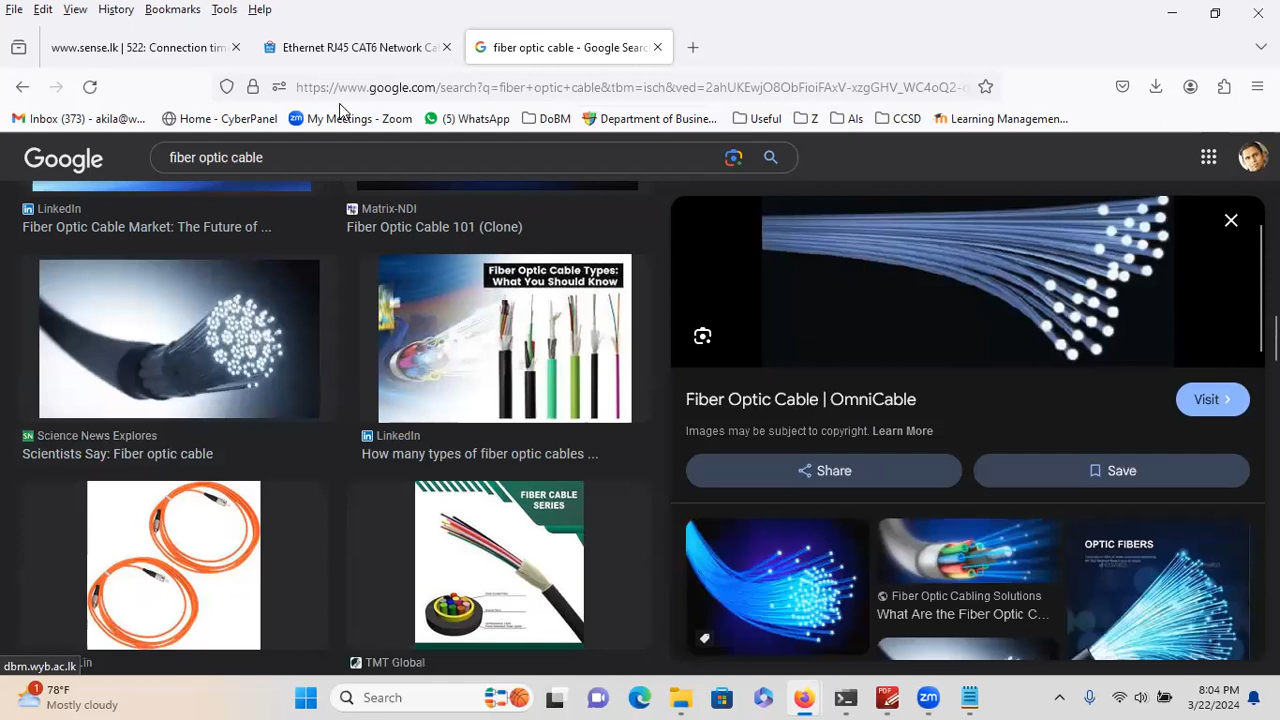 File Edit View History Bookmarks Tools Help
www.sense.lk | 522: Connection tim
Ethernet RJ45 CAT6 Network Ca
fiber optic cable - Google Searc
https://www.google.com/search?q=fiber+optic+cable&tbm=isch&ved=2ahUKEwjO8ObFioiFAxV-xzgGHV_WC4oQ2-c
Inbox (373) - akila@w... Home - CyberPanel My Meetings - Zoom (5) WhatsApp DoBM Department of Busine... Useful Z AIs CCSD Learning Managemen...
Google
fiber optic cable
LinkedIn
Fiber Optic Cable Market: The Future of ...
Matrix-NDI
Fiber Optic Cable 101 (Clone)
Fiber Optic Cable Types:
What You Should Know
Science News Explores
Scientists Say: Fiber optic cable
LinkedIn
How many types of fiber optic cables ...
FIBER CABLE
SERIES
TMT Global
Fiber Optic Cable | OmniCable
Visit
Images may be subject to copyright. Learn More
Share
Save
OPTIC FIBERS
Fiber Optic Cabling Solutions
What Are the Fiber Optic C...
dbm.wyb.ac.lk
1
78°F
Mostly cloudy
Search
8:04 PM
3/22/2024